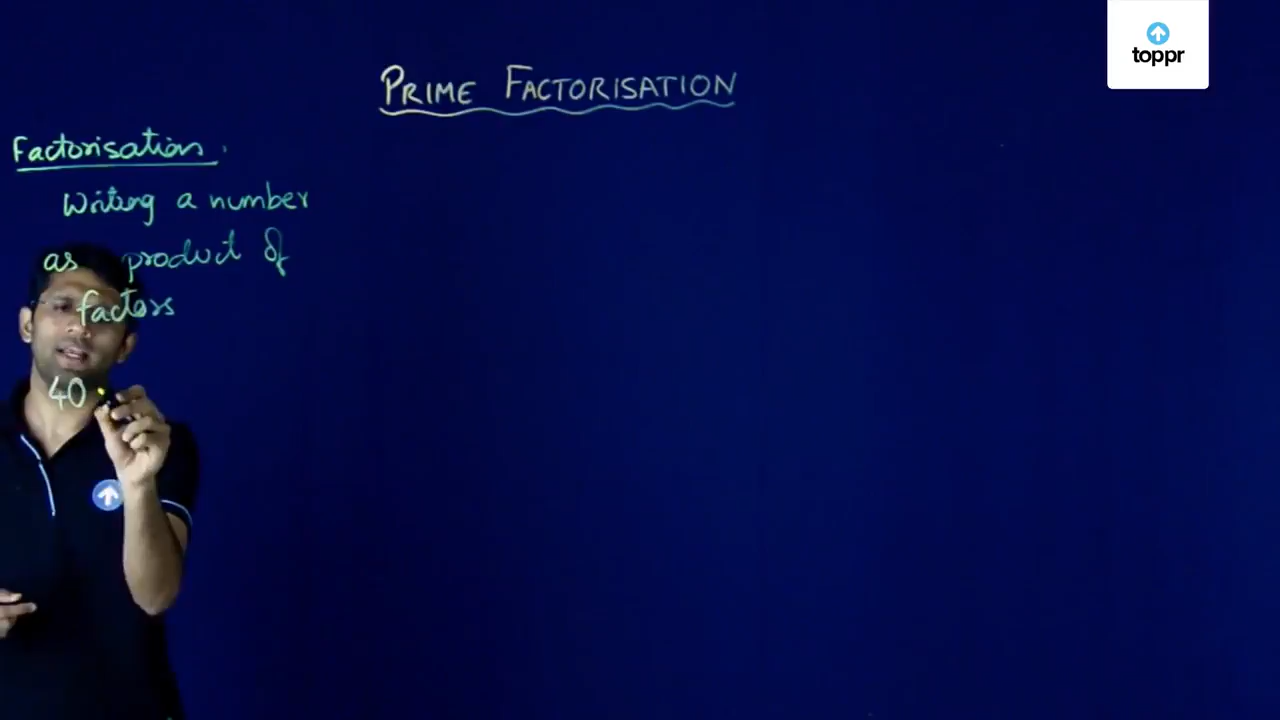 toppr
PRIME FACTORISATION
Factorisation.
Writing a number
as product of
factors
40